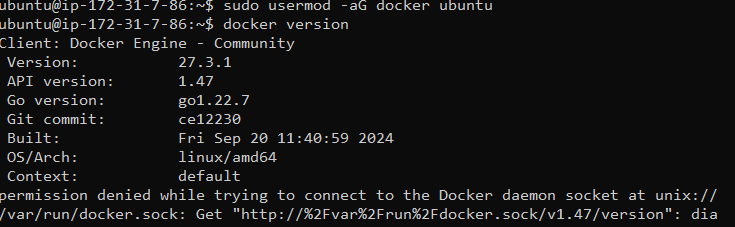 ubuntu@ip-172-31-7-86:~$ sudo usermod -aG docker ubuntu
ubuntu@ip-172-31-7-86:~$ docker version
Client: Docker Engine - Community
 Version:           27.3.1
 API version:       1.47
 Go version:        go1.22.7
 Git commit:        ce12230
 Built:             Fri Sep 20 11:40:59 2024
 OS/Arch:           linux/amd64
 Context:           default
permission denied while trying to connect to the Docker daemon socket at unix://
/var/run/docker.sock: Get "http://%2Fvar%2Frun%2Fdocker.sock/v1.47/version": dia